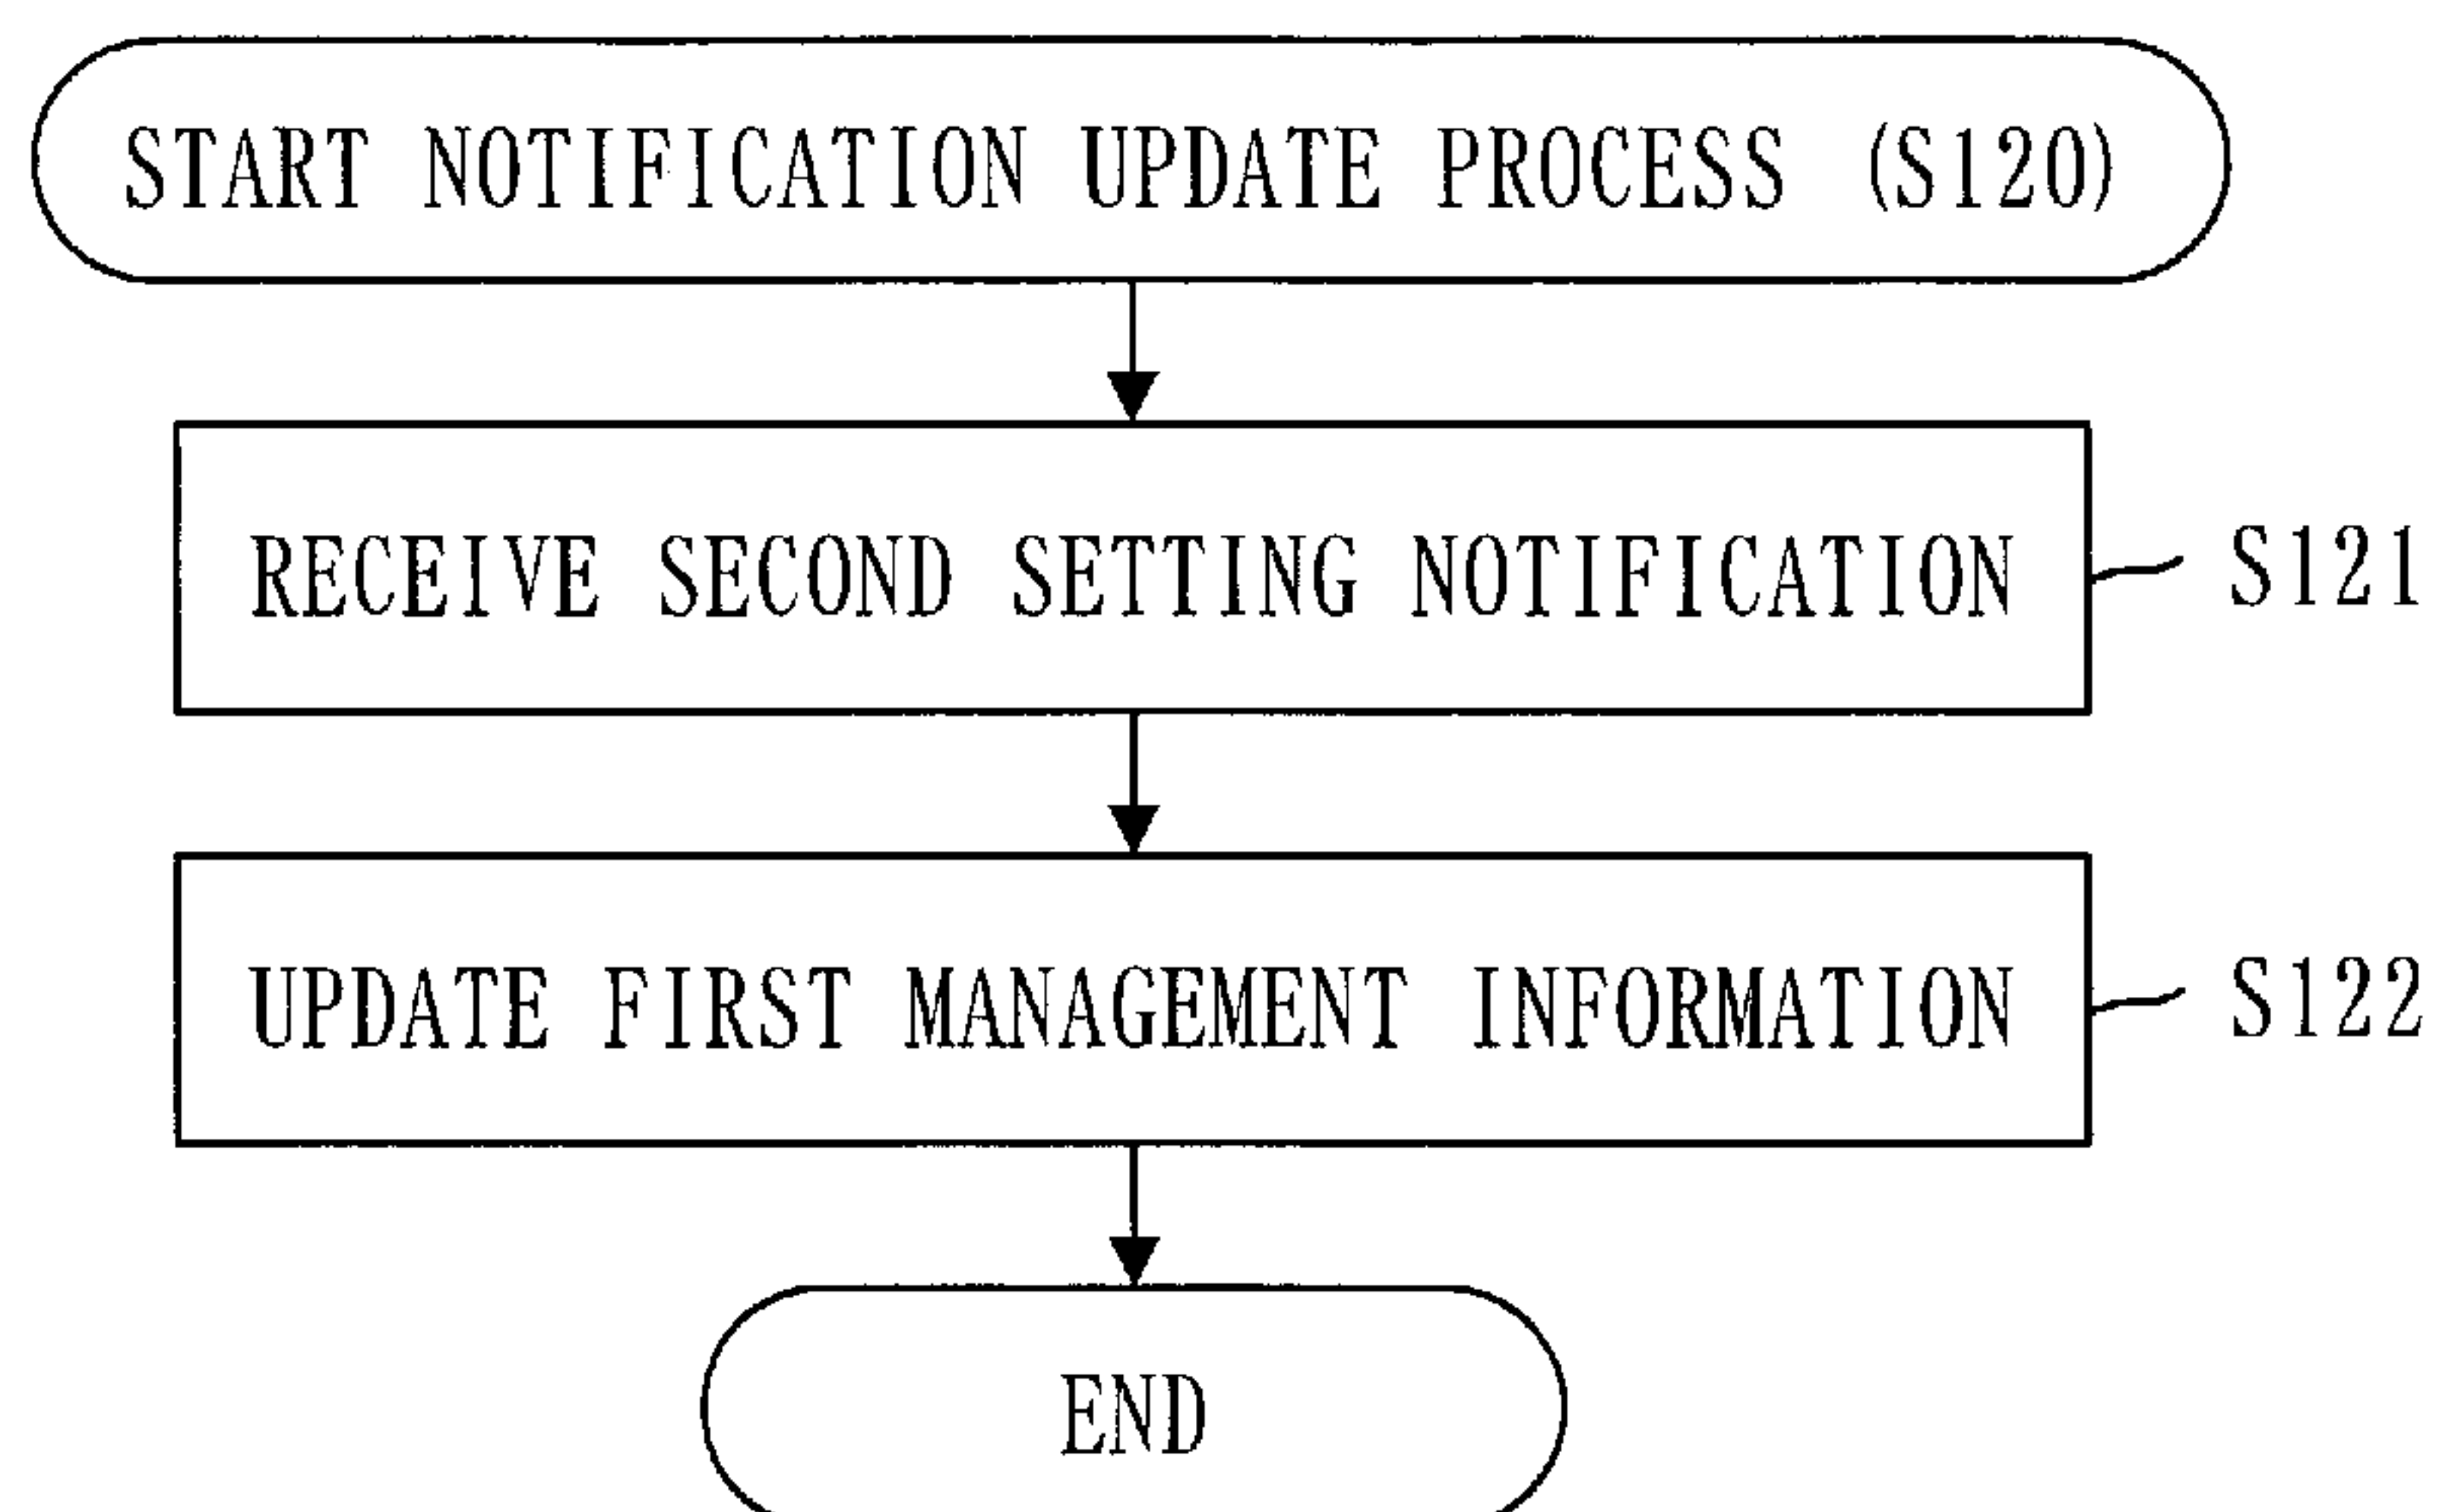 START NOTIFICATION UPDATE PROCESS (S120)
RECEIVE SECOND SETTING NOTIFICATION
S121
UPDATE FIRST MANAGEMENT INFORMATION
S122
END